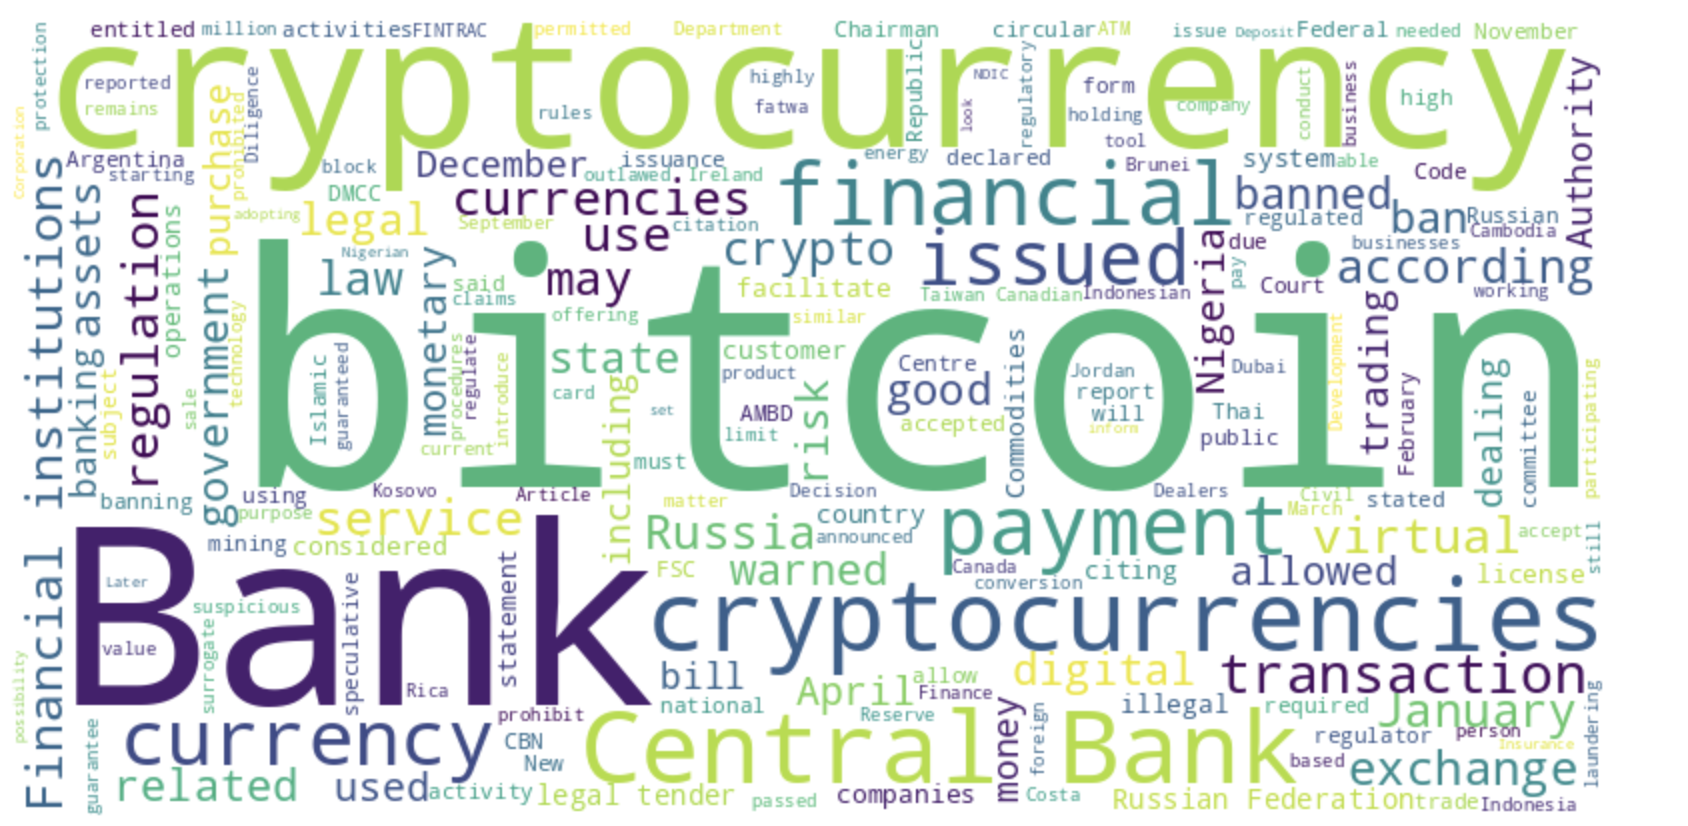 entitled million activities FINTRAC permitted Department Chairman circular ATM issue Deposit Federal needed November
cryptocurrency
protection reported remains purchase prohibited Diligence rules highly fatwa Republic NDIC look regulatory form holding tool company conduct business high Authority
Corporation Argentina starting block December issuance outlawed Ireland energy declared Brunei system able Code
DMCC currencies financial banned regulated ban Russian Cambodia
adopting legal September use citation crypto issued Nigeria due businesses according
institutions assets banking regulation operations government technology law Nigerian monetary said claims may facilitate Taiwan Canadian Indonesian pay Court working
bitcoin
offering similar trading
subject sale Islamic guaranteed procedures regulate introduce current state card set customer product AMBD limit risk Centre good accepted Commodities Jordan report will inform Dubai Thai public Development February dealing committee participating
including must
banning using purpose Kosovo Article matter Decision Dealers Civil March stated
service Russia country announced payment virtual accept still
mining considered statement FSC warned Canada conversion citing allowed license
Financial
Bank
Later value suspicious surrogate speculative Rica
cryptocurrencies
possibility bill April allow Finance digital transaction
prohibit national Reserve money foreign illegal required January laundering
currency CBN New Central Bank regulator person Insurance
guarantee related used activity legal tender passed companies Costa based exchange
Russian Federation trade Indonesia